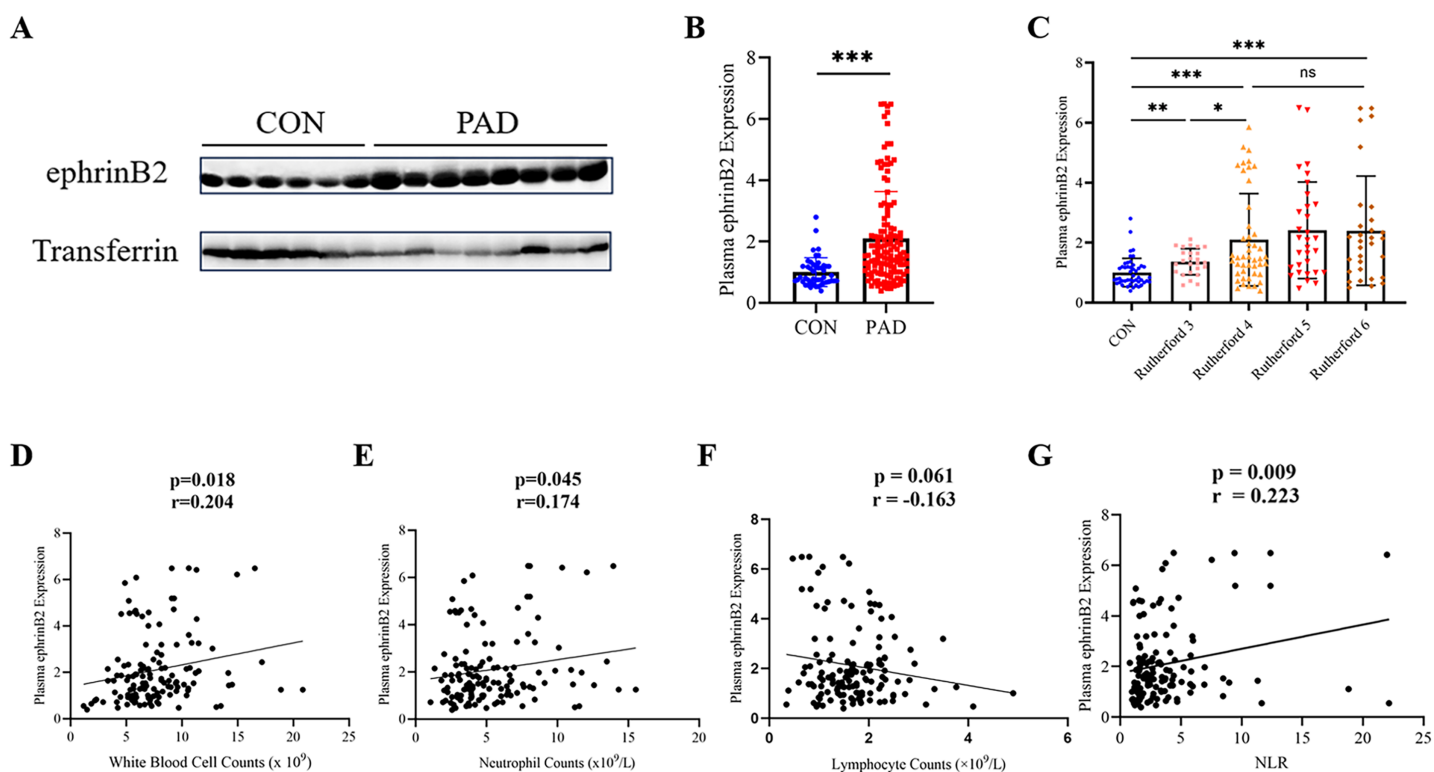 A
CON
PAD
ephrinB2
Transferrin
B
***
Plasma ephrinB2 Expression
8
6
4
2
0
CON
PAD
C
***
***
ns
**
*
Plasma ephrinB2 Expression
8
6
4
2
0
CON
Rutherford 3
Rutherford 4
Rutherford 5
Rutherford 6
D
p=0.018
r=0.204
Plasma ephrinB2 Expression
8
6
4
2
0
0
5
10
15
20
25
White Blood Cell Counts (x 10⁹)
E
p=0.045
r=0.174
Plasma ephrinB2 Expression
8
6
4
2
0
0
5
10
15
20
Neutrophil Counts (x10⁹/L)
F
p = 0.061
r = -0.163
Plasma ephrinB2 Expression
8
6
4
2
0
0
2
4
6
Lymphocyte Counts (×10⁹/L)
G
p = 0.009
r = 0.223
Plasma ephrinB2 Expression
8
6
4
2
0
0
5
10
15
20
25
NLR